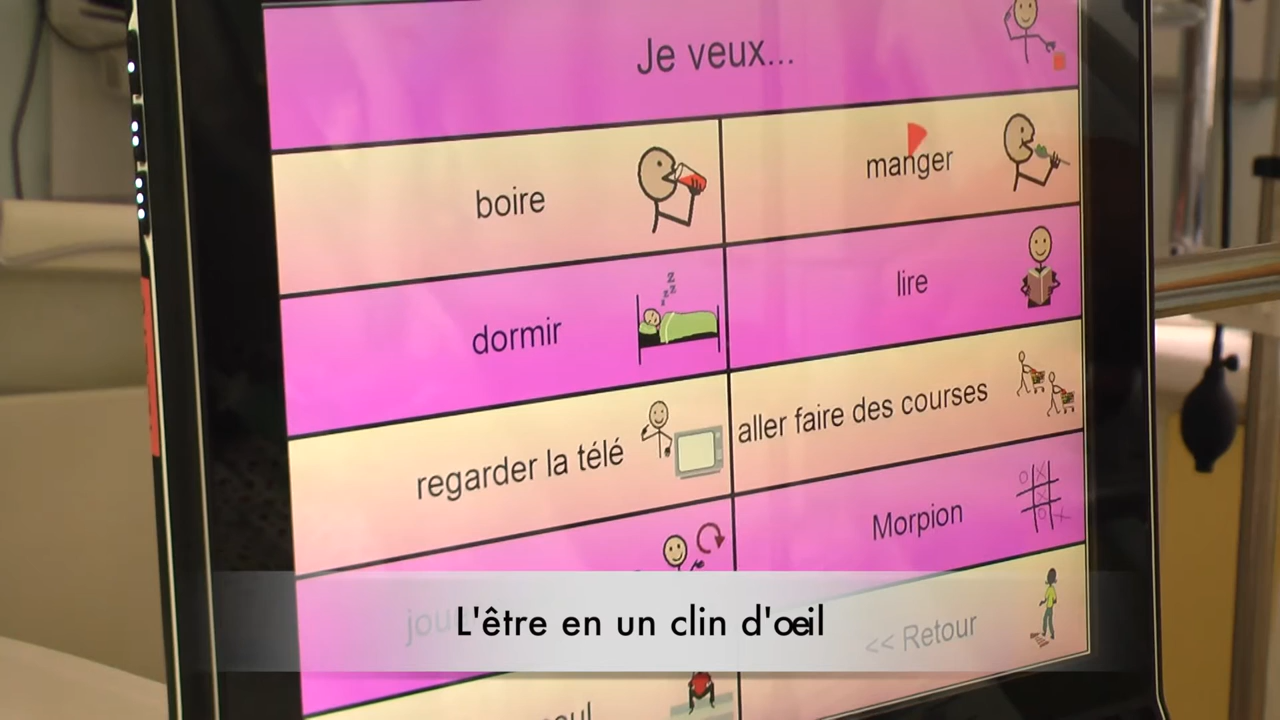 Je veux...
boire
manger
dormir
lire
regarder la télé
aller faire des courses
Morpion
L'être en un clin d'œil
<< Retour